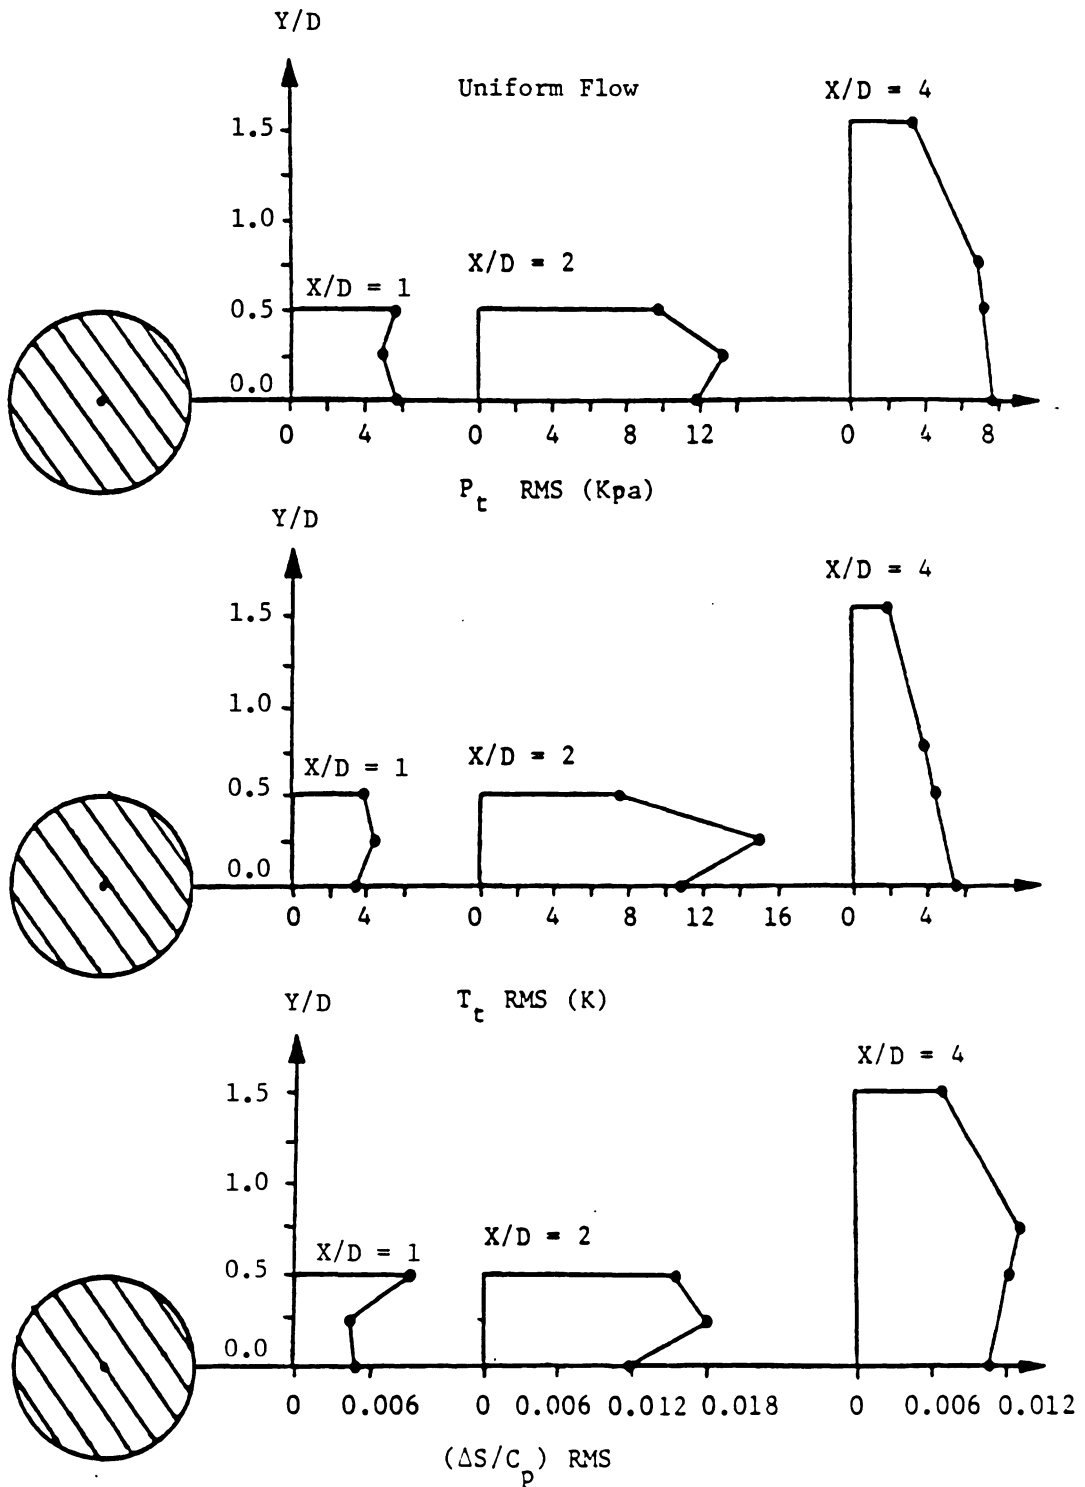 Y/D
Uniform Flow
X/D = 4
1.5
1.0
X/D = 2
X/D = 1
0.5
0.0
0 4 0 4 8 12 0 4 8
P_t RMS (Kpa)
Y/D
X/D = 4
1.5
1.0
X/D = 2
X/D = 1
0.5
0.0
0 4 0 4 8 12 16 0 4
T_t RMS (K)
Y/D
X/D = 4
1.5
1.0
X/D = 2
X/D = 1
0.5
0.0
0 0.006 0 0.006 0.012 0.018 0 0.006 0.012
(ΔS/C_p) RMS